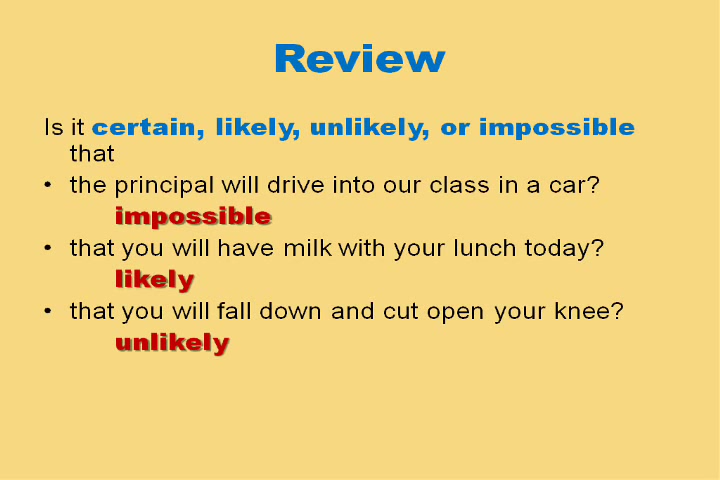 Review
Is it certain, likely, unlikely, or impossible
that
• the principal will drive into our class in a car?
impossible
• that you will have milk with your lunch today?
likely
• that you will fall down and cut open your knee?
unlikely